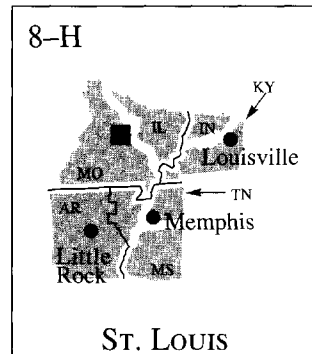 8–H
KY
IL
IN
Louisville
MO
TN
AR
Memphis
Little
Rock
MS
ST. LOUIS